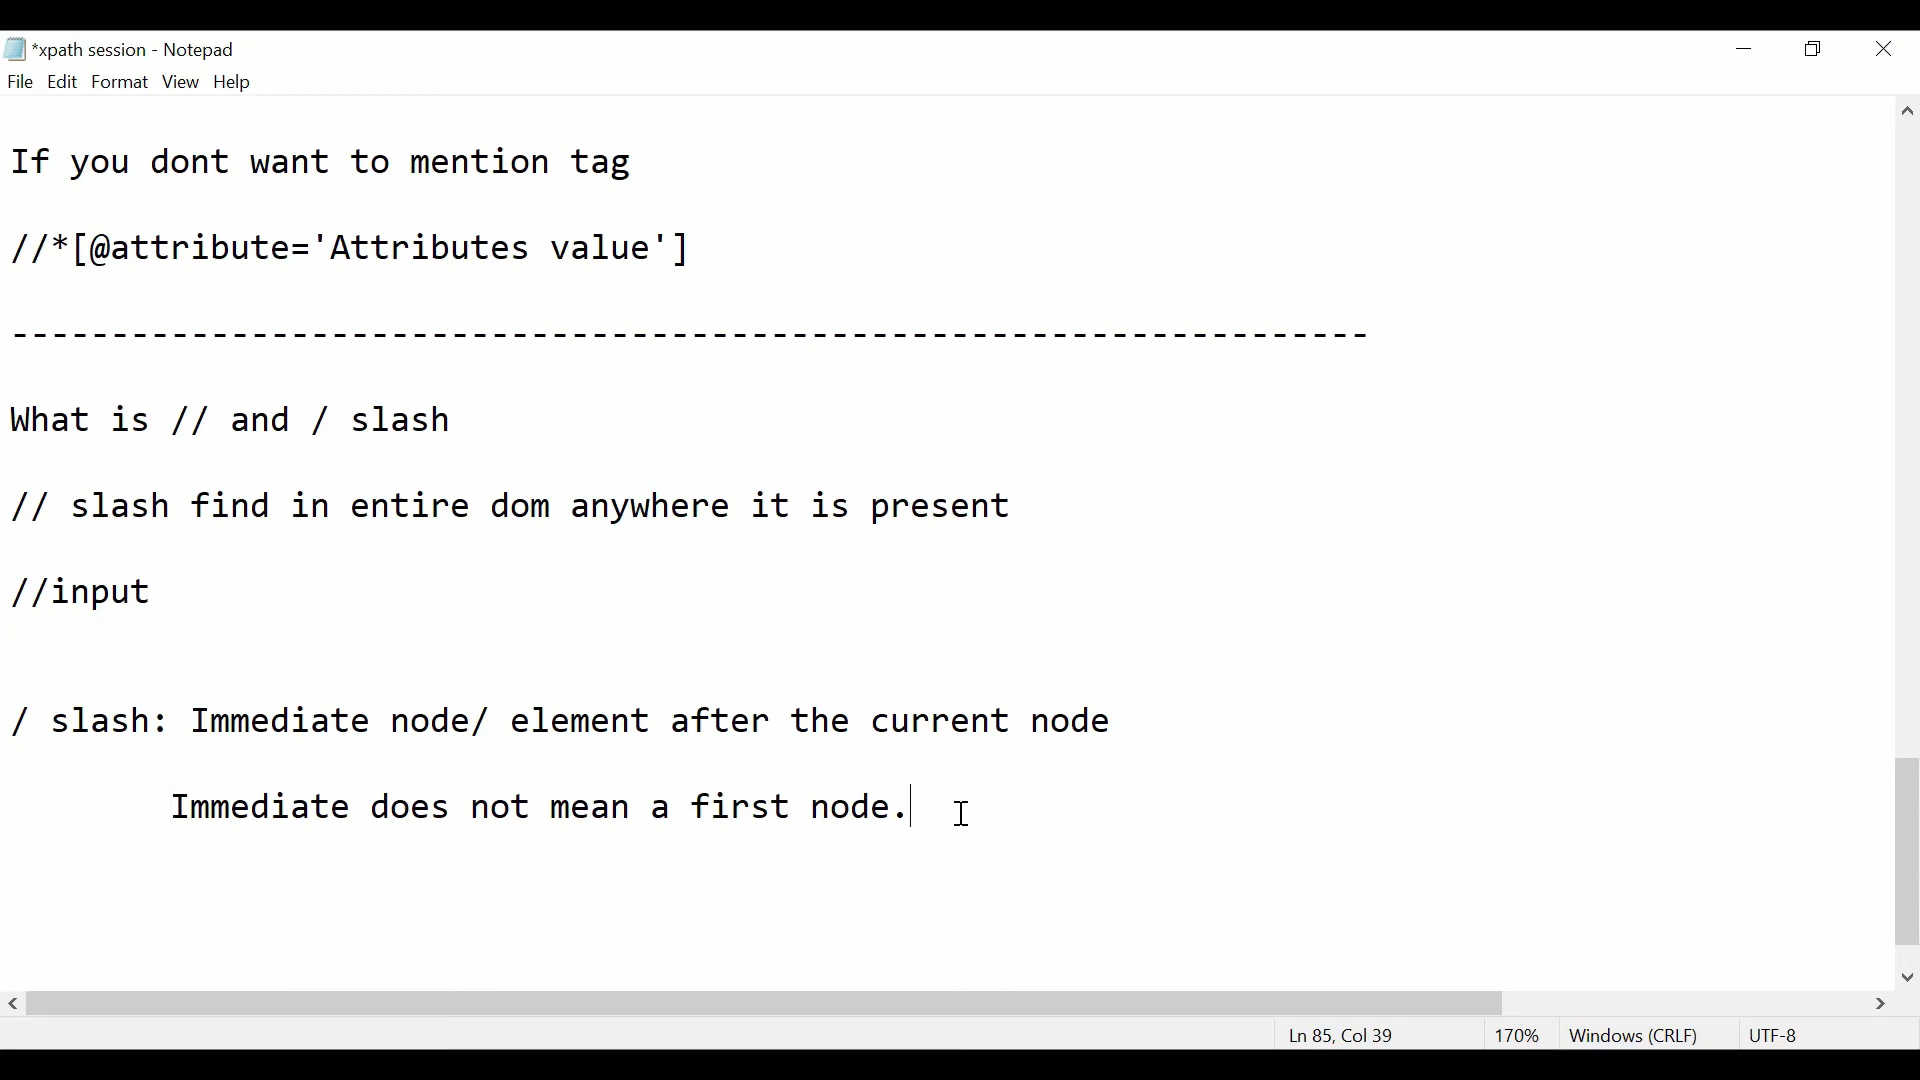 *xpath session - Notepad
File Edit Format View Help
If you dont want to mention tag
//*[@attribute='Attributes value']
--------------------------------------------------------------------
What is // and / slash
// slash find in entire dom anywhere it is present
//input
/ slash: Immediate node/ element after the current node
Immediate does not mean a first node.
Ln 85, Col 39 170% Windows (CRLF) UTF-8